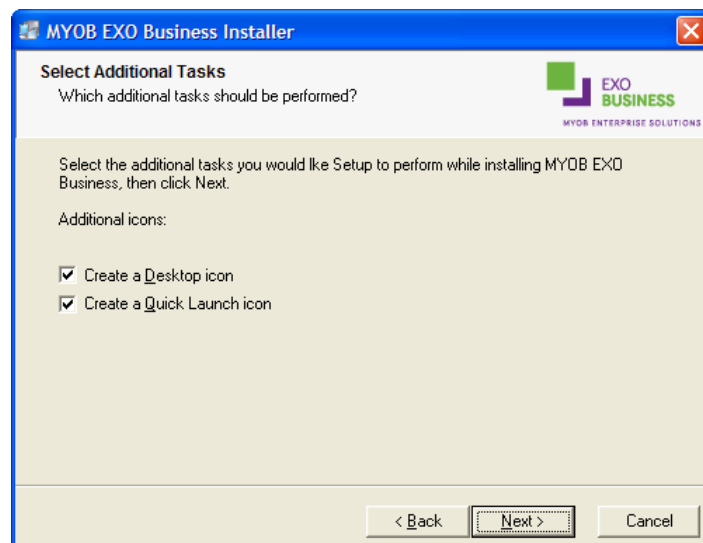 MYOB EXO Business Installer
Select Additional Tasks
Which additional tasks should be performed?
EXO
BUSINESS
MYOB ENTERPRISE SOLUTIONS
Select the additional tasks you would lke Setup to perform while installing MYOB EXO
Business, then click Next.
Additional icons:
Create a Desktop icon
Create a Quick Launch icon
< Back
Next >
Cancel